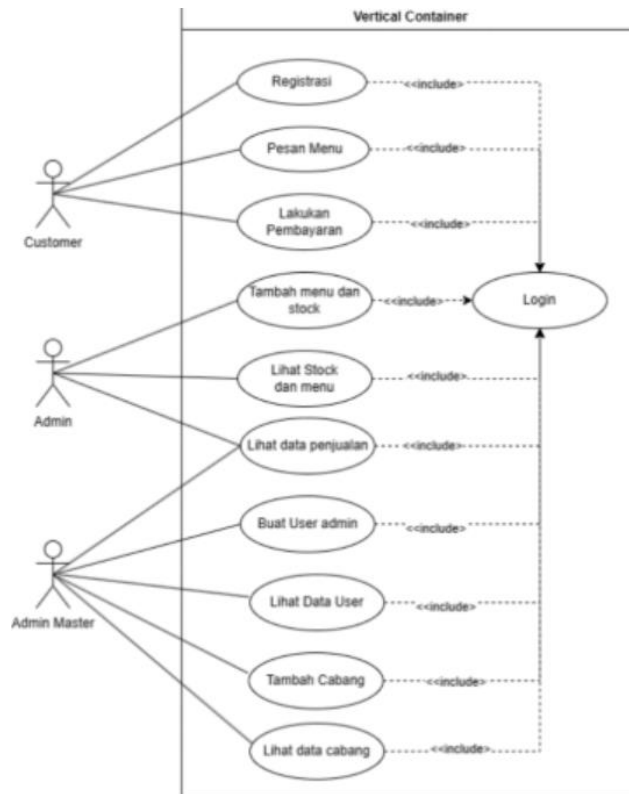 Vertical Container
Registrasi
<<include>
Pesan Menu
<<include>
Customer
Lakukan
Pembayaran
<<include>
Tambah menu dan
stock
<<include>
Login
Admin
Lihat Stock
dan menu
<<include>
Lihat data penjualan
<<include>
Buat User admin
<<include>
Admin Master
Lihat Data User
<<include>
Tambah Cabang
<<include>
Lihat data cabang
<<include>